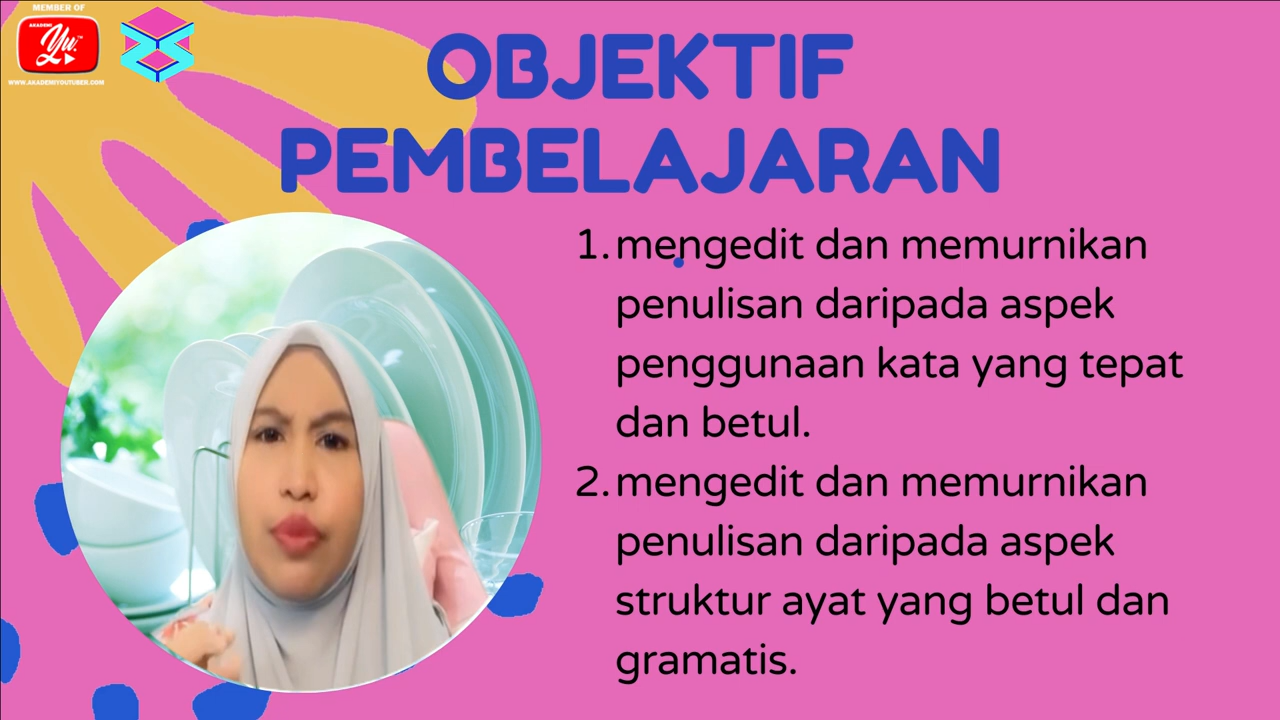 MEMBER OF
AKADEMI
Yu.
WWW.AKADEMIYOUTUBER.COM
OBJEKTIF
PEMBELAJARAN
1. mengedit dan memurnikan
penulisan daripada aspek
penggunaan kata yang tepat
dan betul.
2. mengedit dan memurnikan
penulisan daripada aspek
struktur ayat yang betul dan
gramatis.